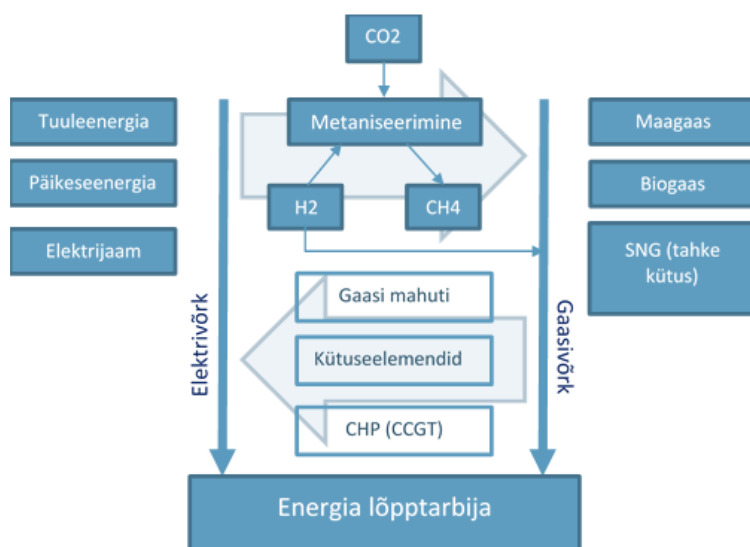 CO2
Tuuleenergia
Metaniseerimine
Maagaas
Päikeseenergia
Biogaas
H2
CH4
Elektrijaam
SNG (tahke
kütus)
Gaasi mahuti
Elektrivõrk
Gaasivõrk
Kütuseelemendid
CHP (CCGT)
Energia lõpptarbija